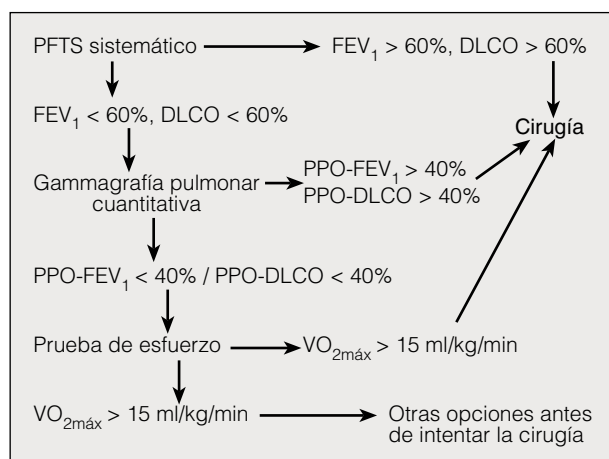 PFTS sistemático
FEV₁ > 60%, DLCO > 60%
FEV₁ < 60%, DLCO < 60%
Cirugía
Gammagrafía pulmonar
cuantitativa
PPO-FEV₁ > 40%
PPO-DLCO > 40%
PPO-FEV₁ < 40% / PPO-DLCO < 40%
Prueba de esfuerzo
VO₂máx > 15 ml/kg/min
VO₂máx > 15 ml/kg/min
Otras opciones antes
de intentar la cirugía